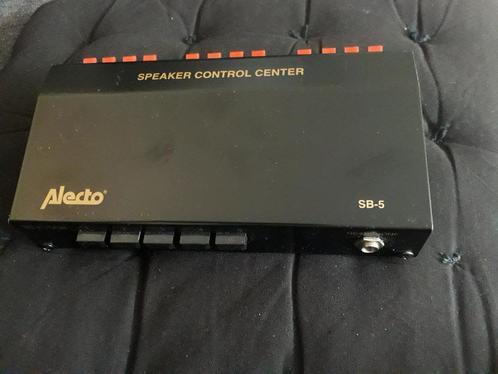 SPEAKER CONTROL CENTER
Alecto®
SB-5